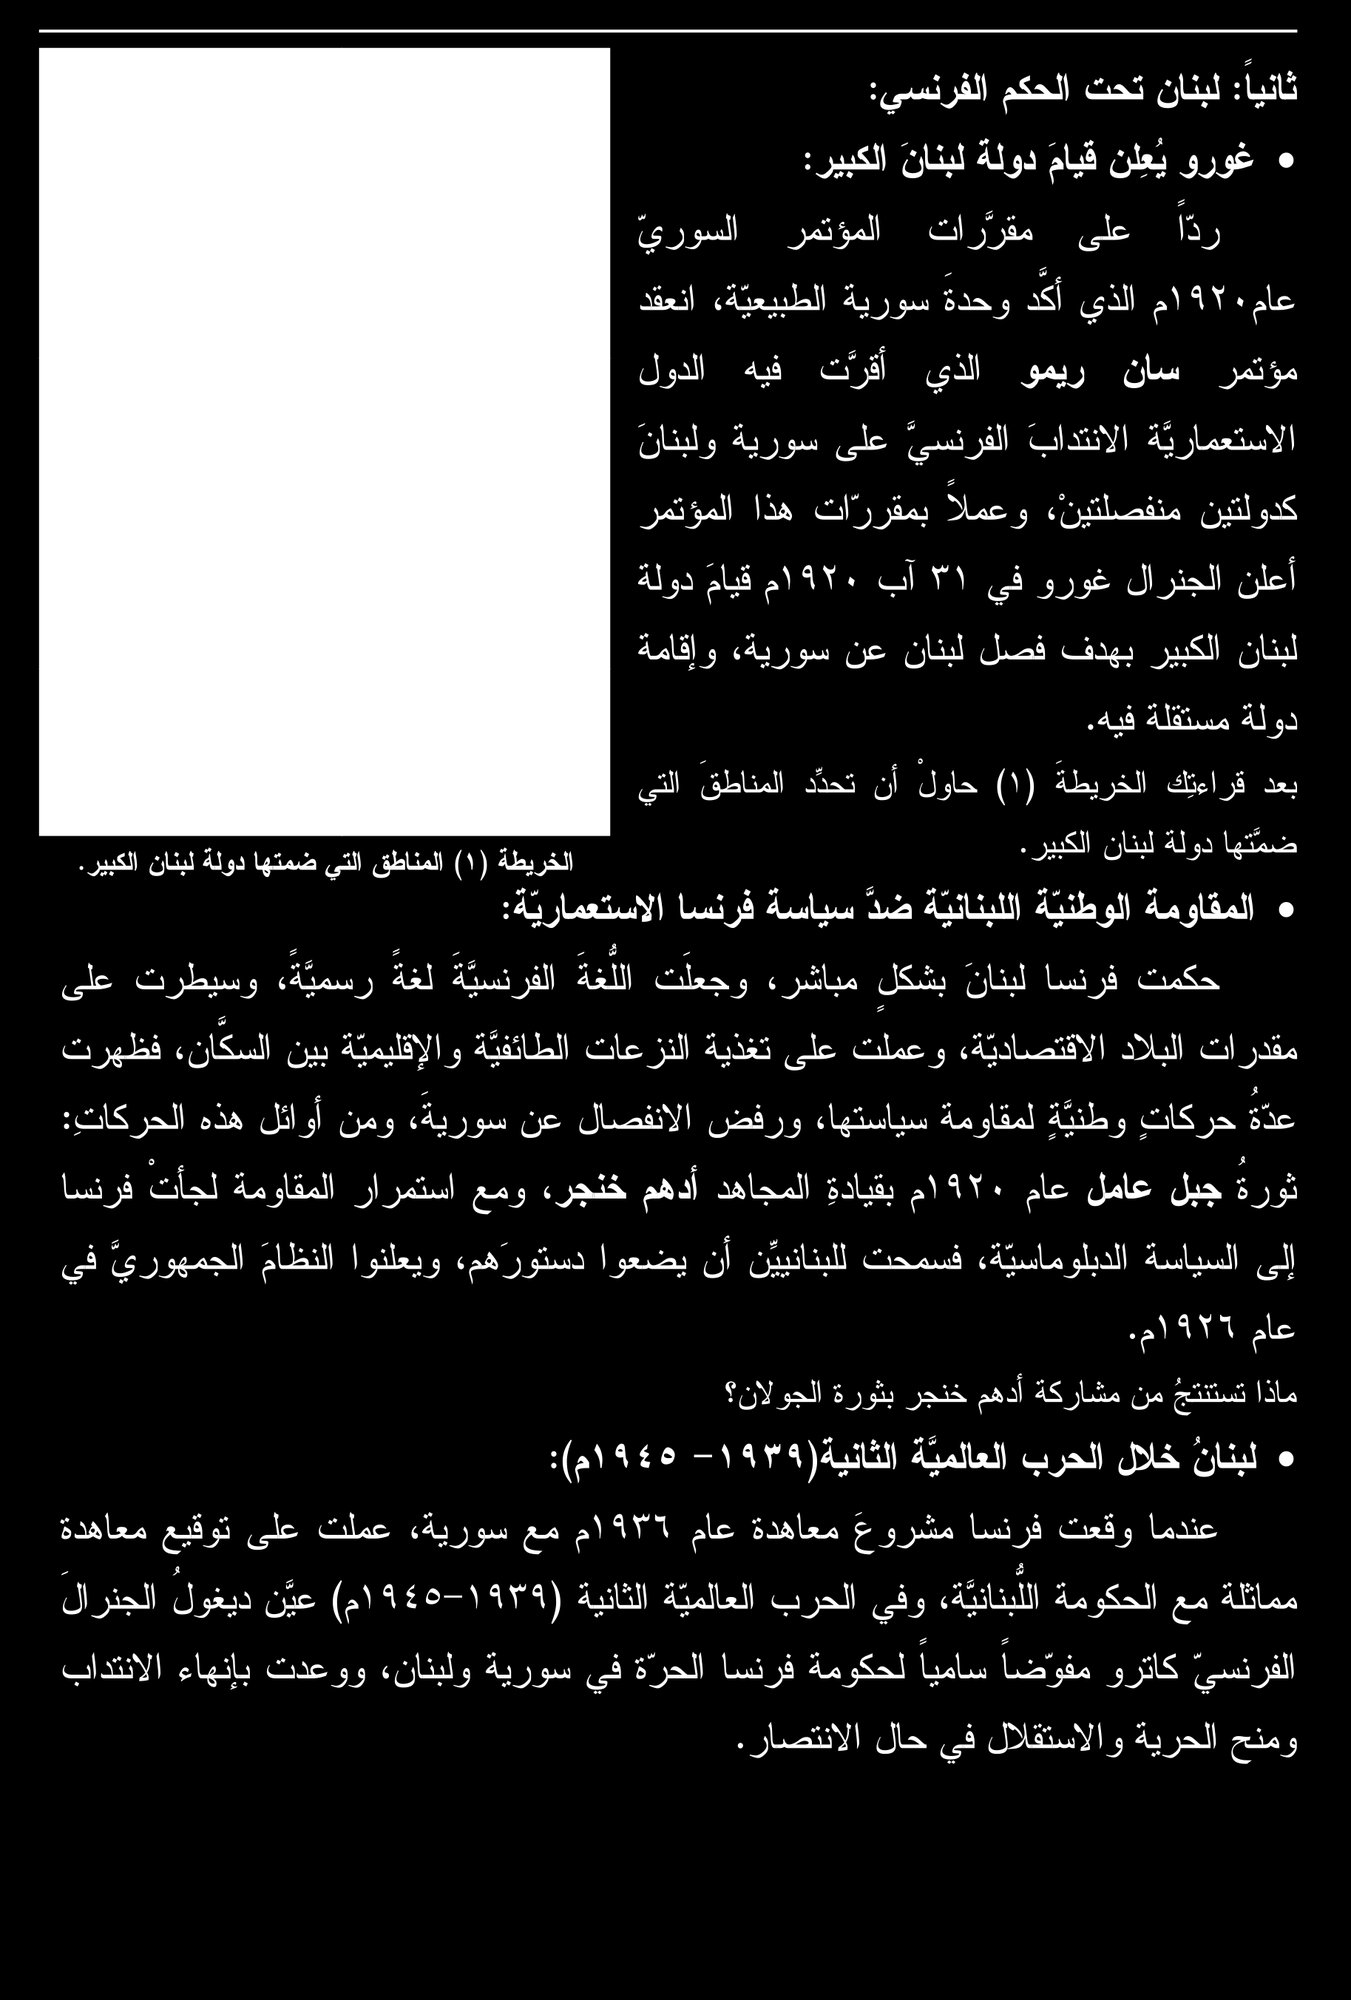 ثانياً: لبنان تحت الحكم الفرنسي:
• غورو يُعلِن قيامَ دولة لبنانَ الكبير:
ردّاً على مقرَّرات المؤتمر السوريّ
عام١٩٢٠م الذي أكَّد وحدةَ سورية الطبيعيّة، انعقد
مؤتمر سان ريمو الذي أقرَّت فيه الدول
الاستعماريَّة الانتدابَ الفرنسيَّ على سورية ولبنانَ
كدولتين منفصلتينْ، وعملاً بمقررّات هذا المؤتمر
أعلن الجنرال غورو في ٣١ آب ١٩٢٠م قيامَ دولة
لبنان الكبير بهدف فصل لبنان عن سورية، وإقامة
دولة مستقلة فيه.
بعد قراءتِك الخريطةَ (١) حاولْ أن تحدِّد المناطقَ التي
ضمَّتها دولة لبنان الكبير.
الخريطة (١) المناطق التي ضمتها دولة لبنان الكبير.
• المقاومة الوطنيّة اللبنانيّة ضدَّ سياسة فرنسا الاستعماريّة:
حكمت فرنسا لبنانَ بشكلٍ مباشر، وجعلَت اللُّغةَ الفرنسيَّةَ لغةً رسميَّةً، وسيطرت على
مقدرات البلاد الاقتصاديّة، وعملت على تغذية النزعات الطائفيَّة والإقليميّة بين السكَّان، فظهرت
عدّةُ حركاتٍ وطنيَّةٍ لمقاومة سياستها، ورفض الانفصال عن سوريةَ، ومن أوائل هذه الحركاتِ:
ثورةُ جبل عامل عام ١٩٢٠م بقيادةِ المجاهد أدهم خنجر، ومع استمرار المقاومة لجأتْ فرنسا
إلى السياسة الدبلوماسيّة، فسمحت للبنانييِّن أن يضعوا دستورَهم، ويعلنوا النظامَ الجمهوريَّ في
عام ١٩٢٦م.
ماذا تستنتجُ من مشاركة أدهم خنجر بثورة الجولان؟
• لبنانُ خلال الحرب العالميَّة الثانية(١٩٣٩- ١٩٤٥م):
عندما وقعت فرنسا مشروعَ معاهدة عام ١٩٣٦م مع سورية، عملت على توقيع معاهدة
مماثلة مع الحكومة اللُّبنانيَّة، وفي الحرب العالميّة الثانية (١٩٣٩-١٩٤٥م) عيَّن ديغولُ الجنرالَ
الفرنسيّ كاترو مفوّضاً سامياً لحكومة فرنسا الحرّة في سورية ولبنان، ووعدت بإنهاء الانتداب
ومنح الحرية والاستقلال في حال الانتصار.